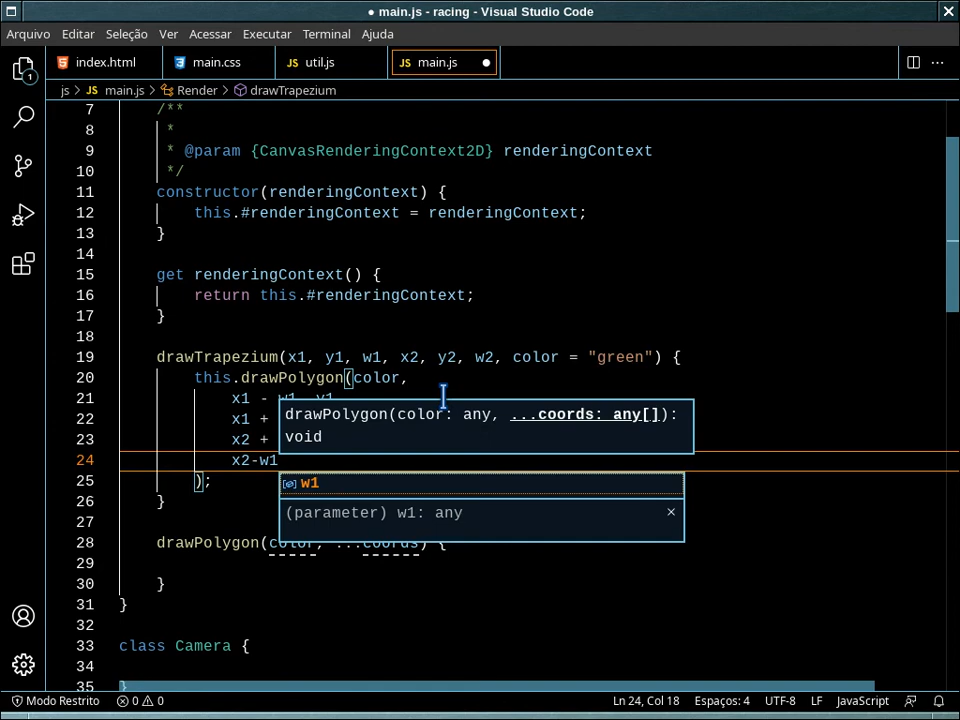 ● main.js - racing - Visual Studio Code
Arquivo Editar Seleção Ver Acessar Executar Terminal Ajuda
1
index.html main.css JS util.js JS main.js ●
js > JS main.js > Render > drawTrapezium
7 /**
8 *
9 * @param {CanvasRenderingContext2D} renderingContext
10 */
11 constructor(renderingContext) {
12 this.#renderingContext = renderingContext;
13 }
14
15 get renderingContext() {
16 return this.#renderingContext;
17 }
18
19 drawTrapezium(x1, y1, w1, x2, y2, w2, color = "green") {
20 this.drawPolygon(color,
21 x1 - w1, y1,
22 x1 +
drawPolygon(color: any, ...coords: any[]):
void
23 x2 +
24 x2-w1
w1
(parameter) w1: any ×
25 );
26 }
27
28 drawPolygon(color, ...coords) {
29
30 }
31 }
32
33 class Camera {
34
35 }
Modo Restrito 0 0 Ln 24, Col 18 Espaços: 4 UTF-8 LF JavaScript